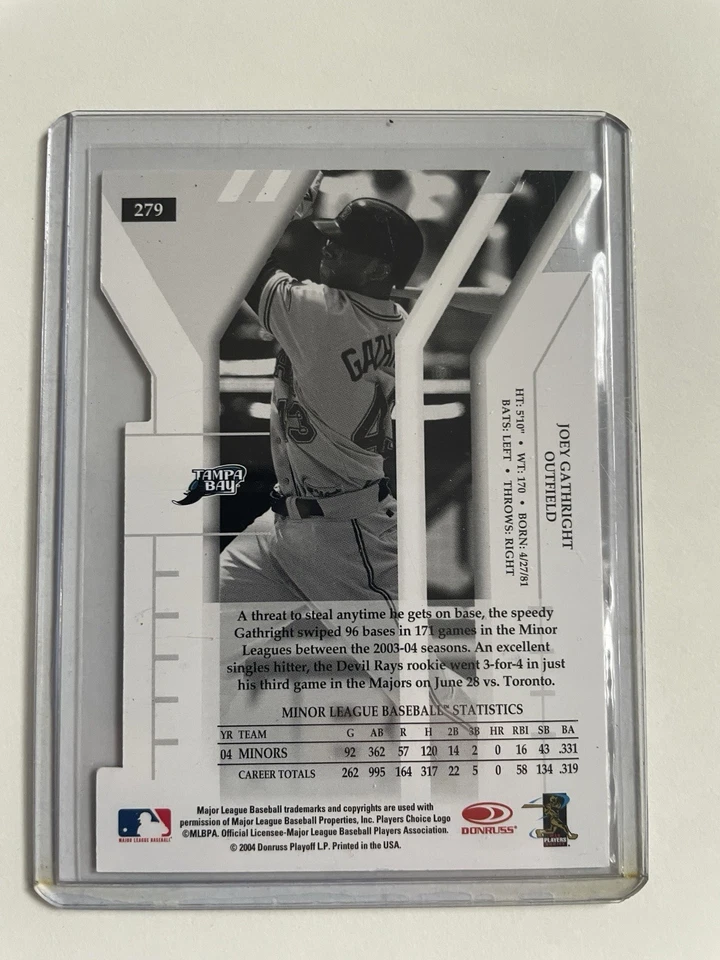 279
GATHR
13
4
TAMPA
BAY
JOEY GATHRIGHT
OUTFIELD
HT: 5'10" • WT: 170 • BORN: 4/27/81
BATS: LEFT • THROWS: RIGHT
A threat to steal anytime he gets on base, the speedy
Gathright swiped 96 bases in 171 games in the Minor
Leagues between the 2003-04 seasons. An excellent
singles hitter, the Devil Rays rookie went 3-for-4 in just
his third game in the Majors on June 28 vs. Toronto.
MINOR LEAGUE BASEBALL® STATISTICS
YR TEAM G AB R H 2B 3B HR RBI SB BA
04 MINORS 92 362 57 120 14 2 0 16 43 .331
CAREER TOTALS 262 995 164 317 22 5 0 58 134 .319
Major League Baseball trademarks and copyrights are used with
permission of Major League Baseball Properties, Inc. Players Choice Logo
©MLBPA. Official Licensee-Major League Baseball Players Association.
© 2004 Donruss Playoff L.P. Printed in the USA.
MAJOR LEAGUE BASEBALL
DONRUSS
PLAYERS